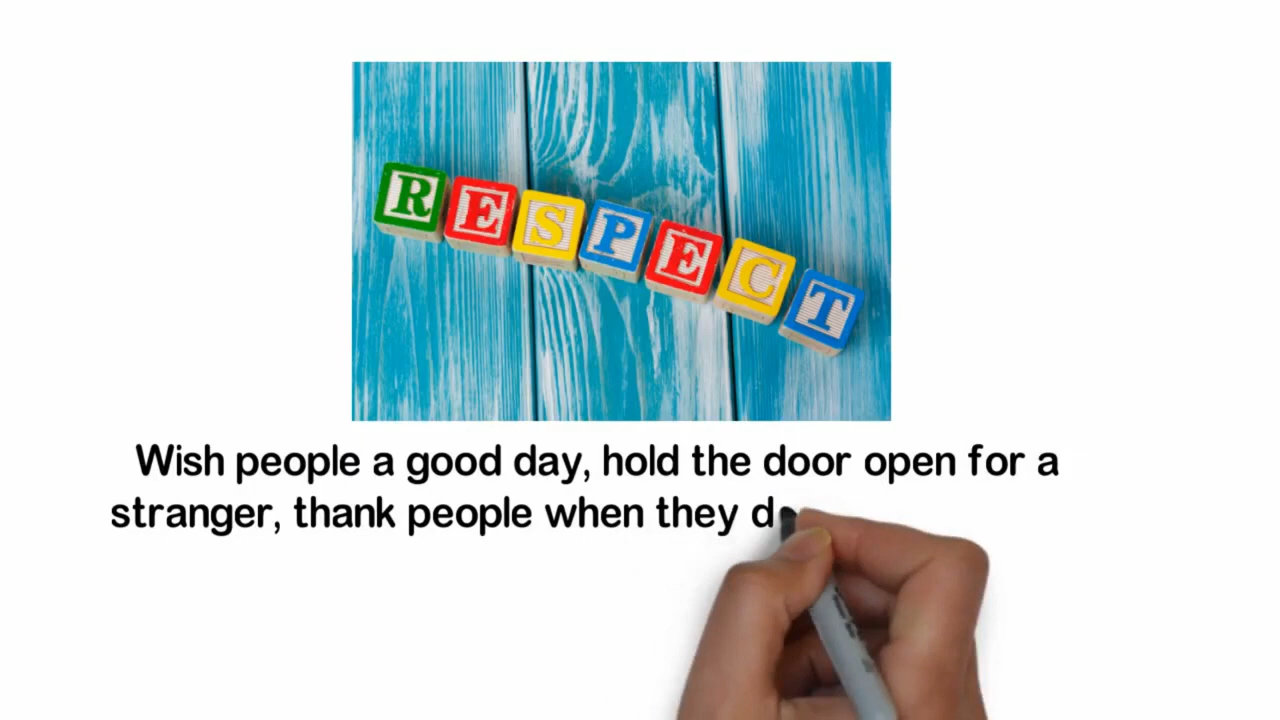 RESPECT
Wish people a good day, hold the door open for a
stranger, thank people when they d